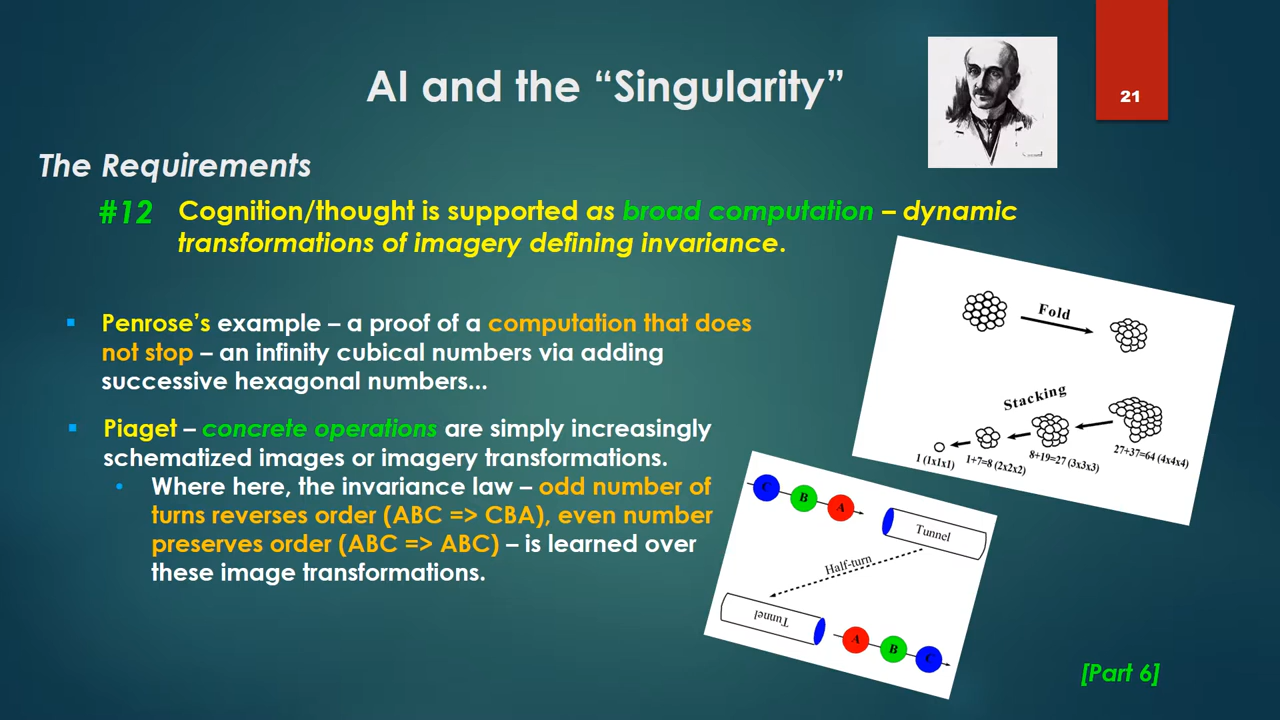 AI and the “Singularity”
21
The Requirements
#12 Cognition/thought is supported as broad computation – dynamic
transformations of imagery defining invariance.
Penrose’s example – a proof of a computation that does
not stop – an infinity cubical numbers via adding
successive hexagonal numbers...
Piaget – concrete operations are simply increasingly
schematized images or imagery transformations.
Where here, the invariance law – odd number of
turns reverses order (ABC => CBA), even number
preserves order (ABC => ABC) – is learned over
these image transformations.
Fold
Stacking
1 (1x1x1)
1+7=8 (2x2x2)
8+19=27 (3x3x3)
27+37=64 (4x4x4)
C B A
Tunnel
Half-turn
Tunnel
A B C
[Part 6]